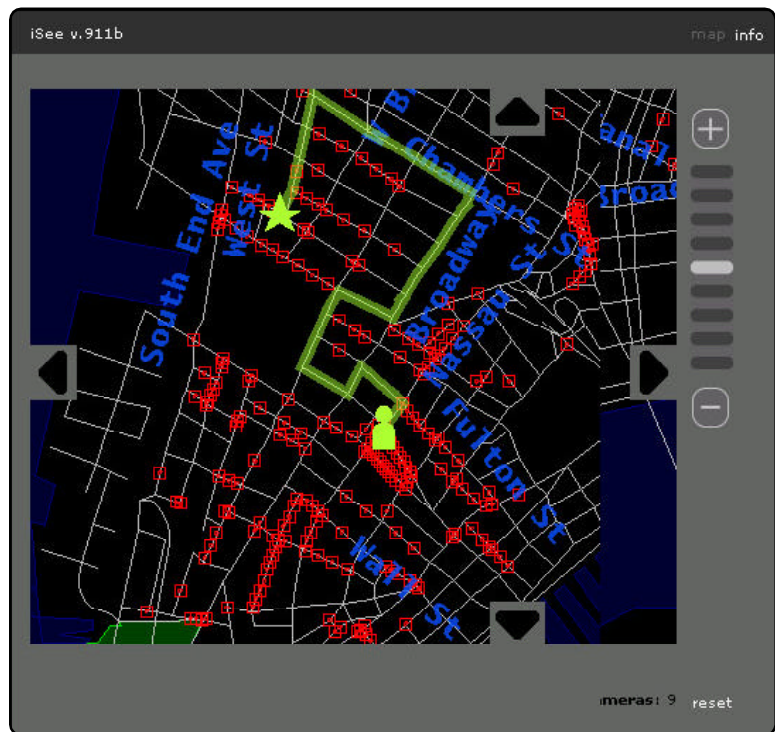 iSee v.911b
map info
Chambers St
South End Ave
West St
Broadway
Nassau St
Fulton St
Wall St
anal
Broad
B
meras: 9
reset